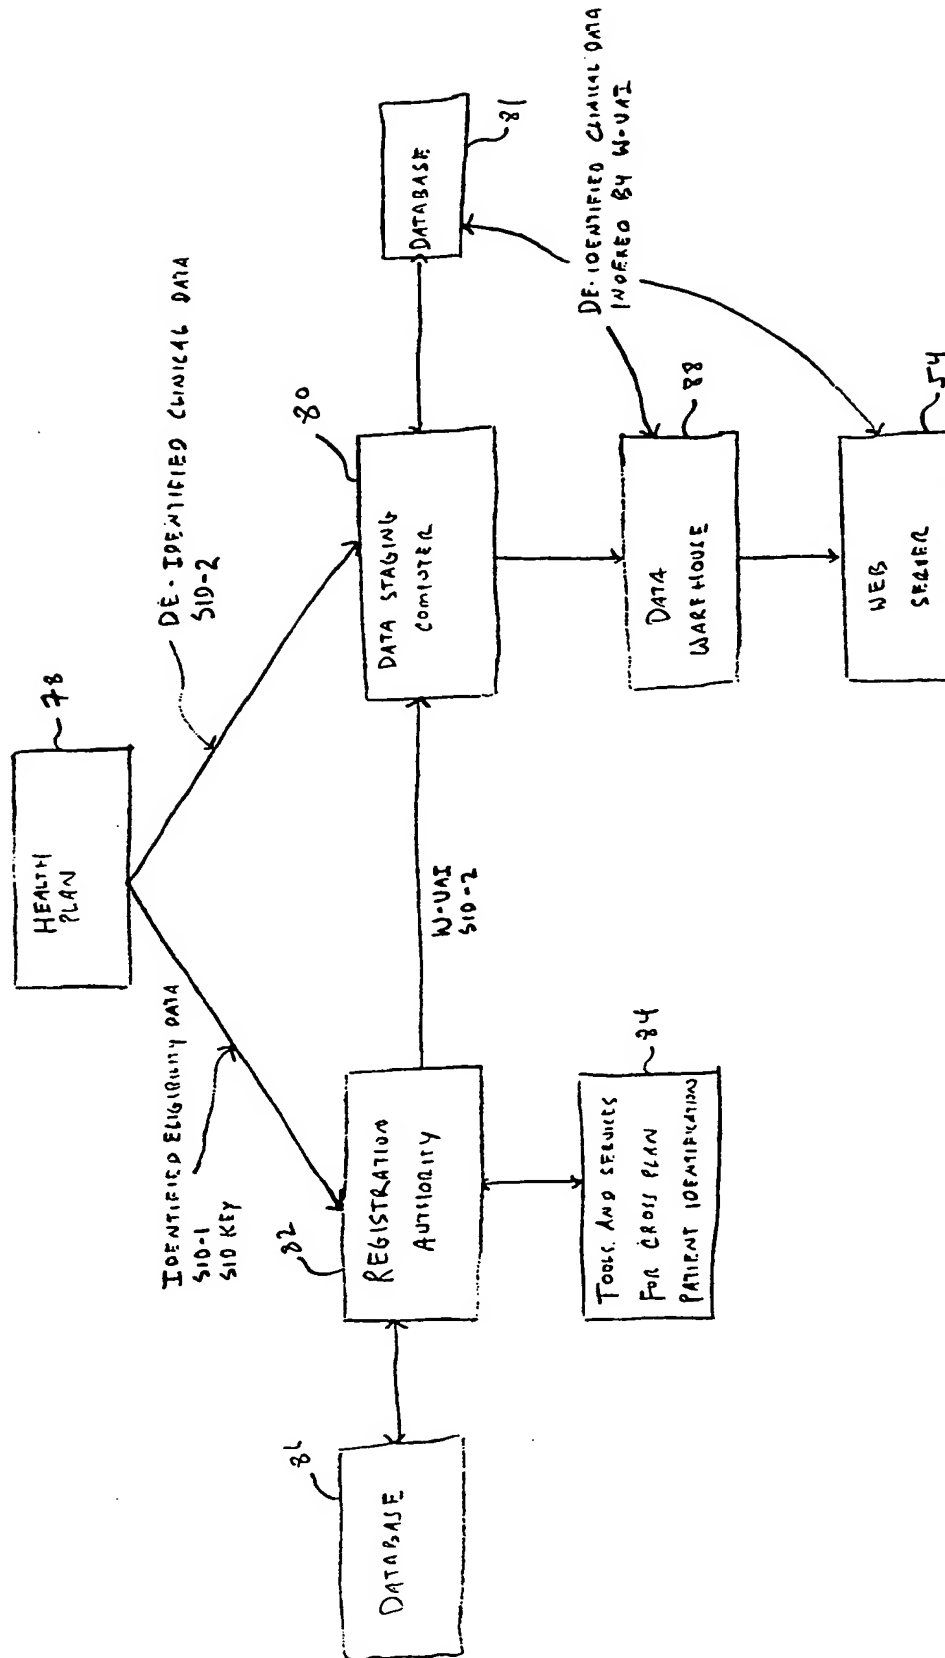 HEALTH
PLAN
78
IDENTIFIED ELIGIBILITY DATA
SID-1
SID KEY
DE-IDENTIFIED CLINICAL DATA
SID-2
82
REGISTRATION
AUTHORITY
W-UAI
SID-2
80
DATA STAGING
COMPUTER
86
DATABASE
DATABASE
81
84
TOOLS AND SERVICES
FOR CROSS PLAN
PATIENT IDENTIFICATION
DATA
WAREHOUSE
88
DE-IDENTIFIED CLINICAL DATA
INDEXED BY W-UAI
WEB
SERVER
54